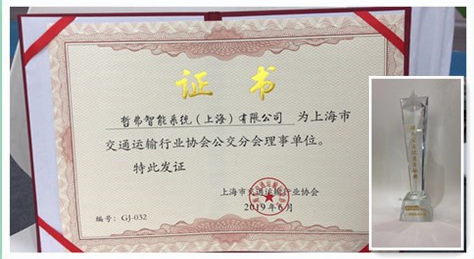 证书
哲弗智能系统(上海)有限公司 为上海市
交通运输行业协会公交分会理事单位。
特此发证
上海市交通运输行业协会
编号:GJ-032
2019年6月